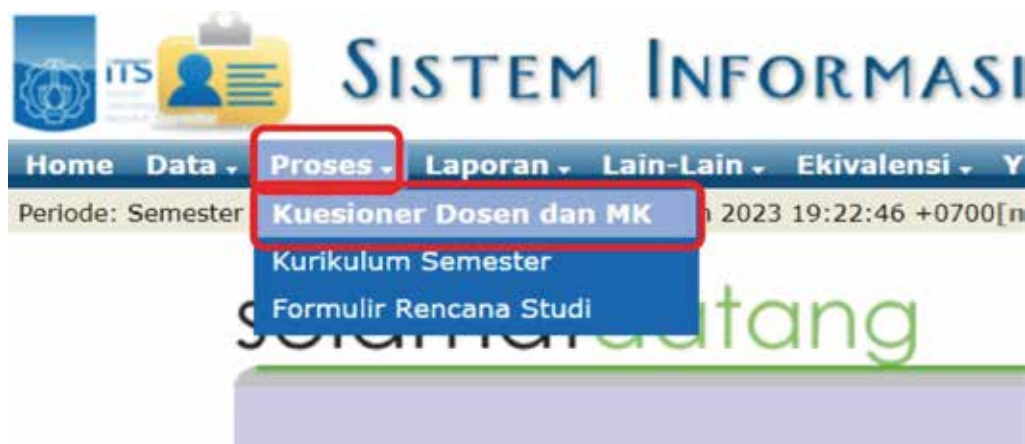 iTS
SISTEM INFORMASI
Home Data Proses Laporan Lain-Lain Ekivalensi Y
Periode: Semester 2023 19:22:46 +0700[n
Kuesioner Dosen dan MK
Kurikulum Semester
Formulir Rencana Studi
selamatdatang